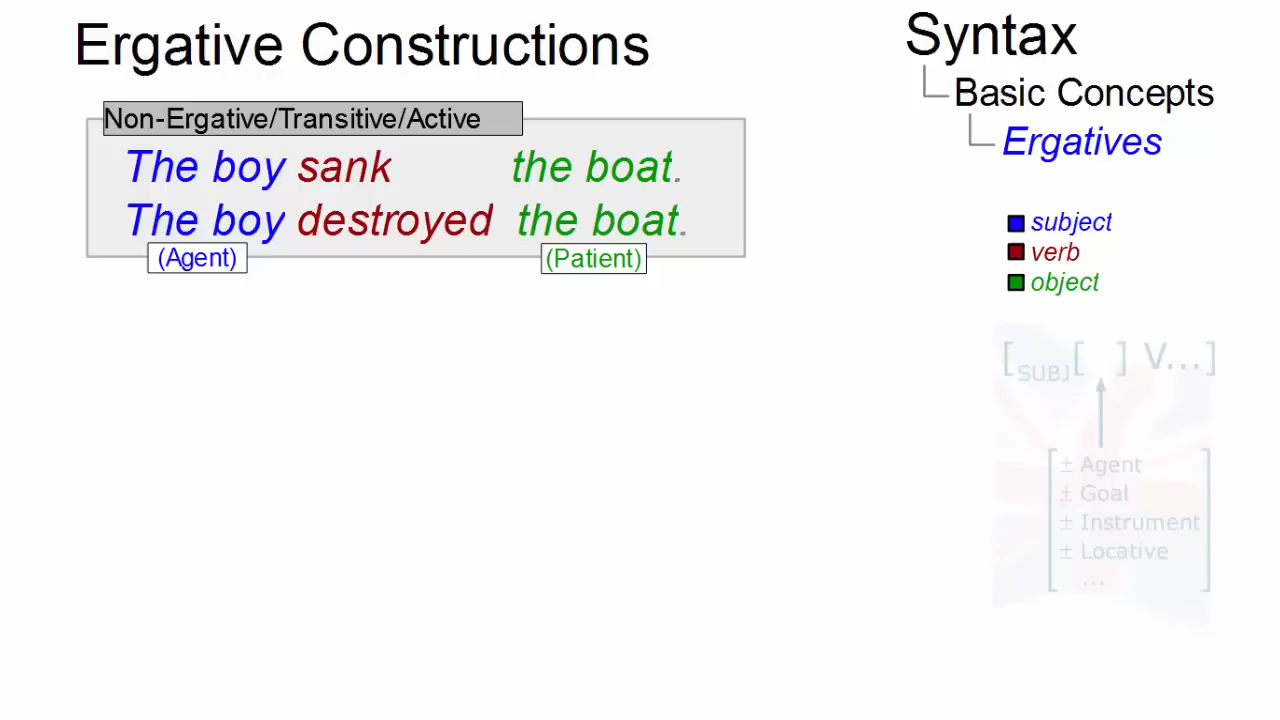 Ergative Constructions
Non-Ergative/Transitive/Active
The boy sank the boat.
The boy destroyed the boat.
(Agent) (Patient)
Syntax
Basic Concepts
Ergatives
subject
verb
object
[SUBJ[ ] V...]
± Agent
± Goal
± Instrument
± Locative
...